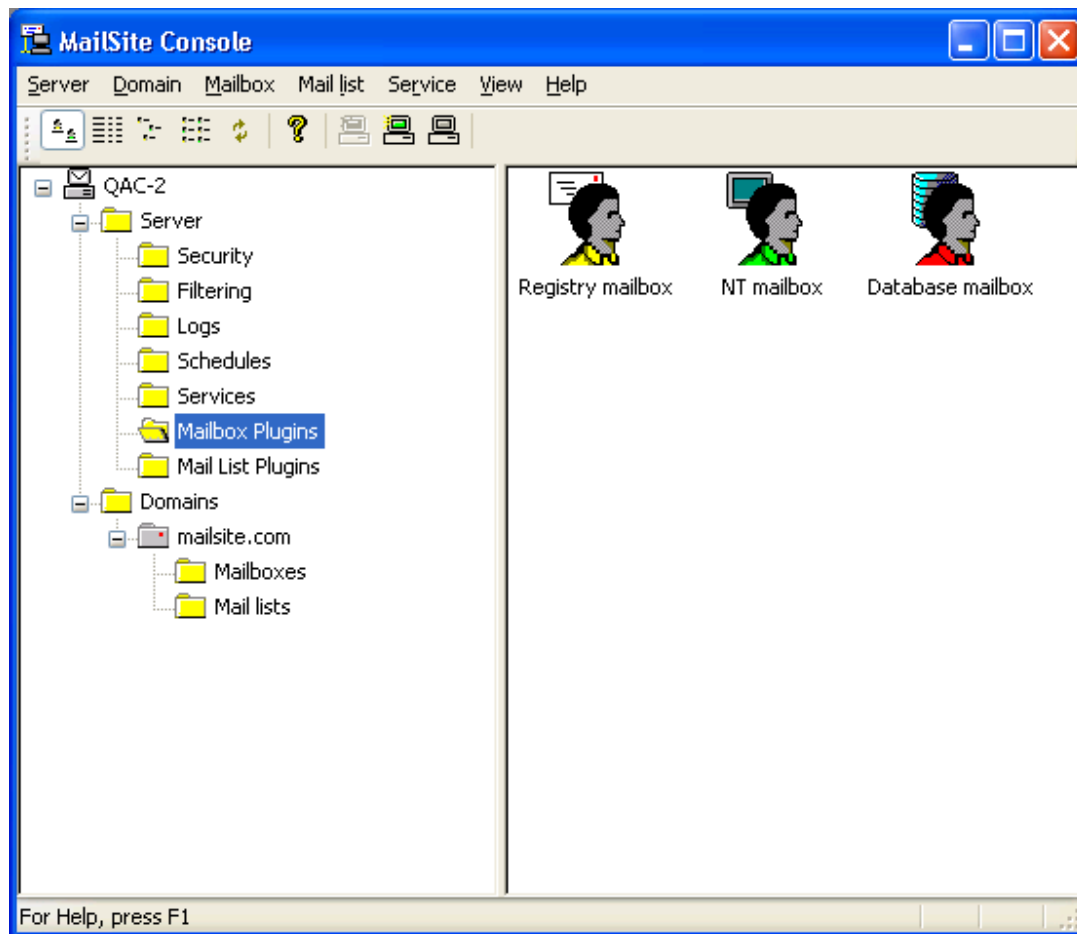 MailSite Console
Server Domain Mailbox Mail list Service View Help
QAC-2
Server
Security
Filtering
Logs
Schedules
Services
Mailbox Plugins
Mail List Plugins
Domains
mailsite.com
Mailboxes
Mail lists
Registry mailbox NT mailbox Database mailbox
For Help, press F1